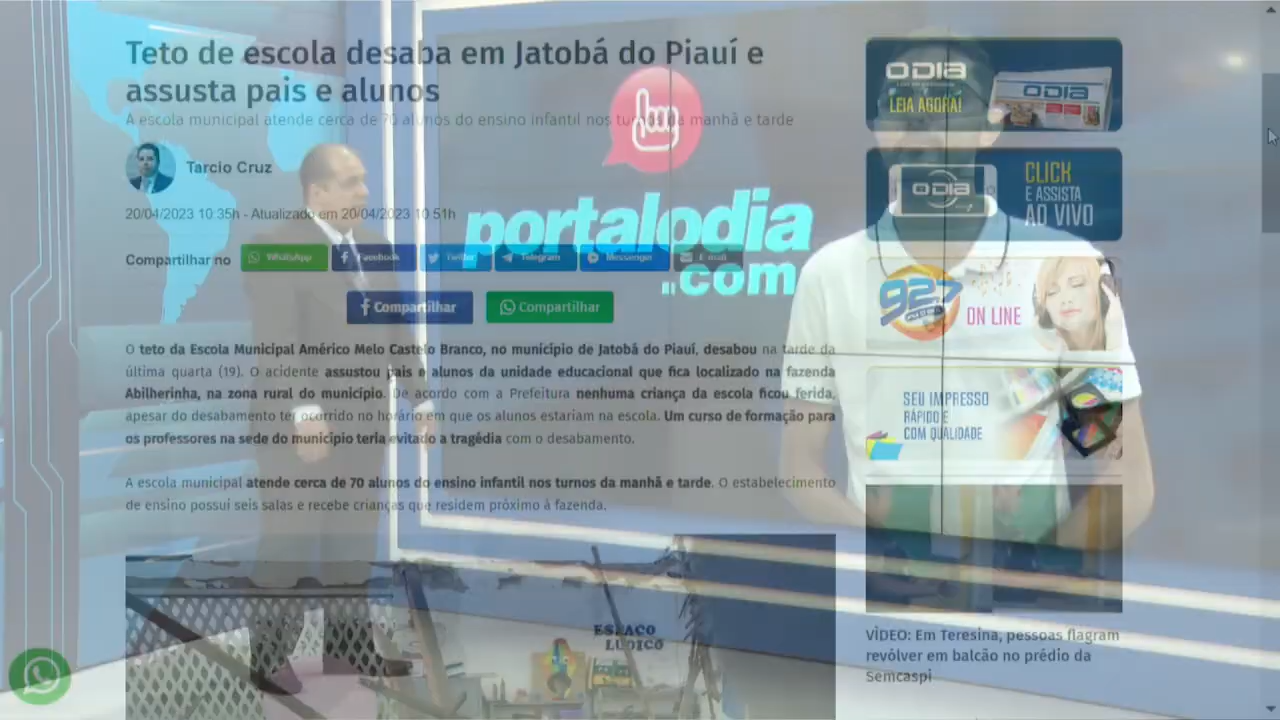 Teto de escola desaba em Jatobá do Piauí e
assusta pais e alunos
A escola municipal atende cerca de 70 alunos do ensino infantil nos turnos da manhã e tarde
Tarcio Cruz
20/04/2023 10:35h - Atualizado em 20/04/2023 10:51h
Compartilhar no WhatsApp Facebook Twitter Telegram Messenger E-mail
Compartilhar Compartilhar
portalodia
.com
O teto da Escola Municipal Américo Melo Castelo Branco, no município de Jatobá do Piauí, desabou na tarde da
última quarta (19). O acidente assustou pais e alunos da unidade educacional que fica localizado na fazenda
Abilherinha, na zona rural do município. De acordo com a Prefeitura nenhuma criança da escola ficou ferida,
apesar do desabamento ter ocorrido no horário em que os alunos estariam na escola. Um curso de formação para
os professores na sede do município teria evitado a tragédia com o desabamento.
A escola municipal atende cerca de 70 alunos do ensino infantil nos turnos da manhã e tarde. O estabelecimento
de ensino possui seis salas e recebe crianças que residem próximo à fazenda.
ESPAÇO
LÚDICO
O DIA
LEIA AGORA!
O DIA
O DIA
CLICK
E ASSISTA
AO VIVO
92,7
ON LINE
SEU IMPRESSO
RÁPIDO E
COM QUALIDADE
VÍDEO: Em Teresina, pessoas flagram
revólver em balcão no prédio da
Semcaspi